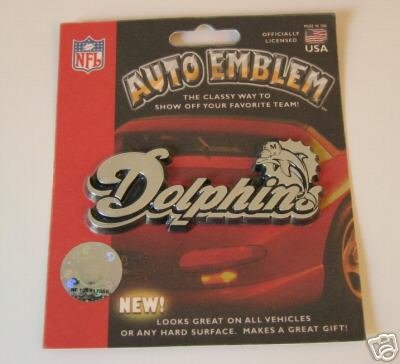 NFL
OFFICIALLY
LICENSED
MADE IN THE
USA
AUTO EMBLEM
THE CLASSY WAY TO
SHOW OFF YOUR FAVORITE TEAM!
M
Dolphins
NEW!
LOOKS GREAT ON ALL VEHICLES
OR ANY HARD SURFACE. MAKES A GREAT GIFT!